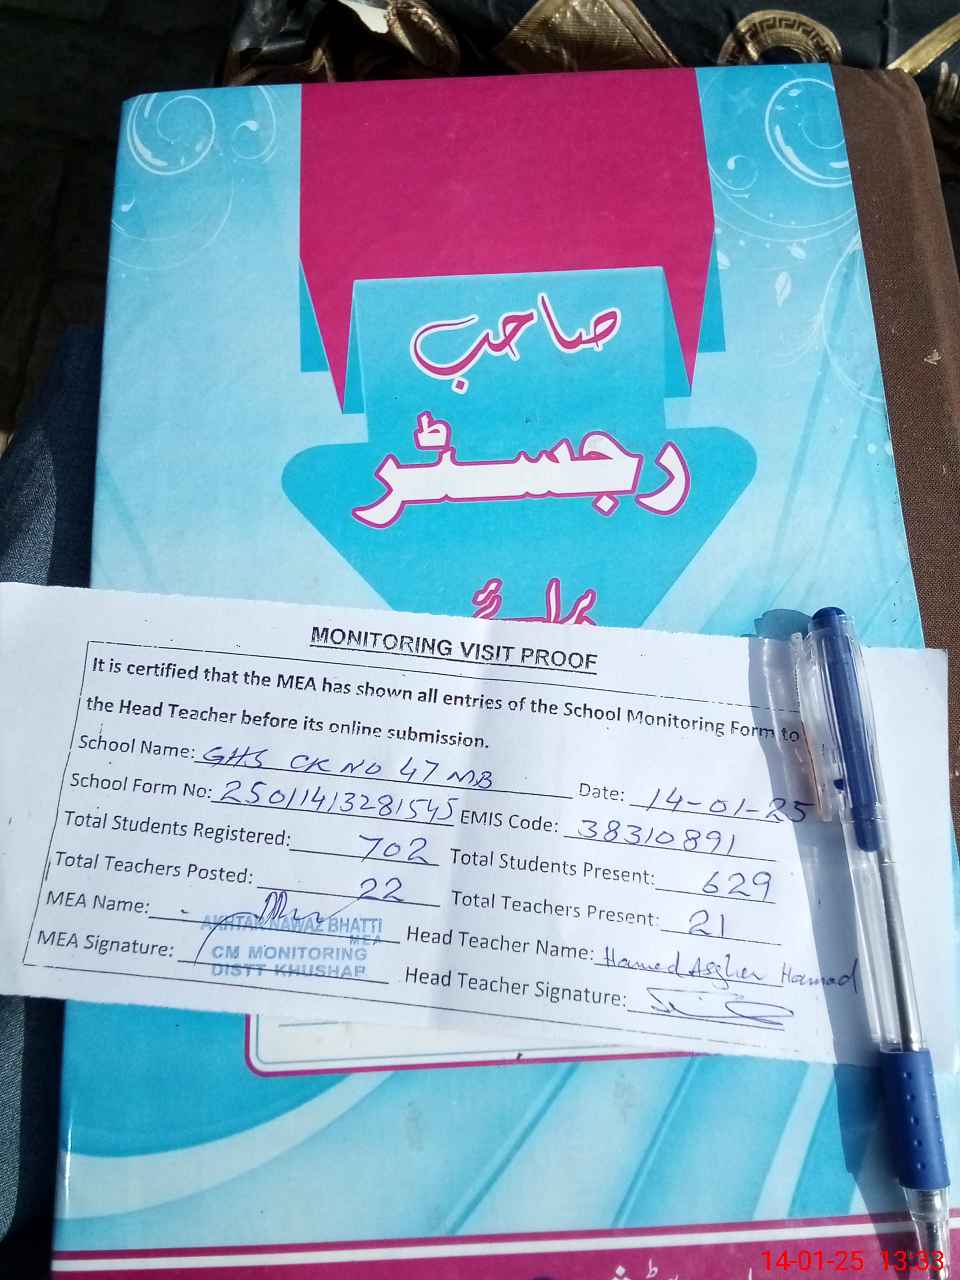 صاحب
رجسٹر
برائے
MONITORING VISIT PROOF
It is certified that the MEA has shown all entries of the School Monitoring Form to
the Head Teacher before its online submission.
School Name: GHS CK NO 47 MB Date: 14-01-25
School Form No: 25011413281545 EMIS Code: 38310891
Total Students Registered: 702 Total Students Present: 629
Total Teachers Posted: 22 Total Teachers Present: 21
MEA Name: Head Teacher Name: Hamed Asgher Hamad
AKHTAR NAWAZ BHATTI
MEA
MEA Signature: Head Teacher Signature:
CM MONITORING
DISTT KHUSHAB
14-01-25 13:33